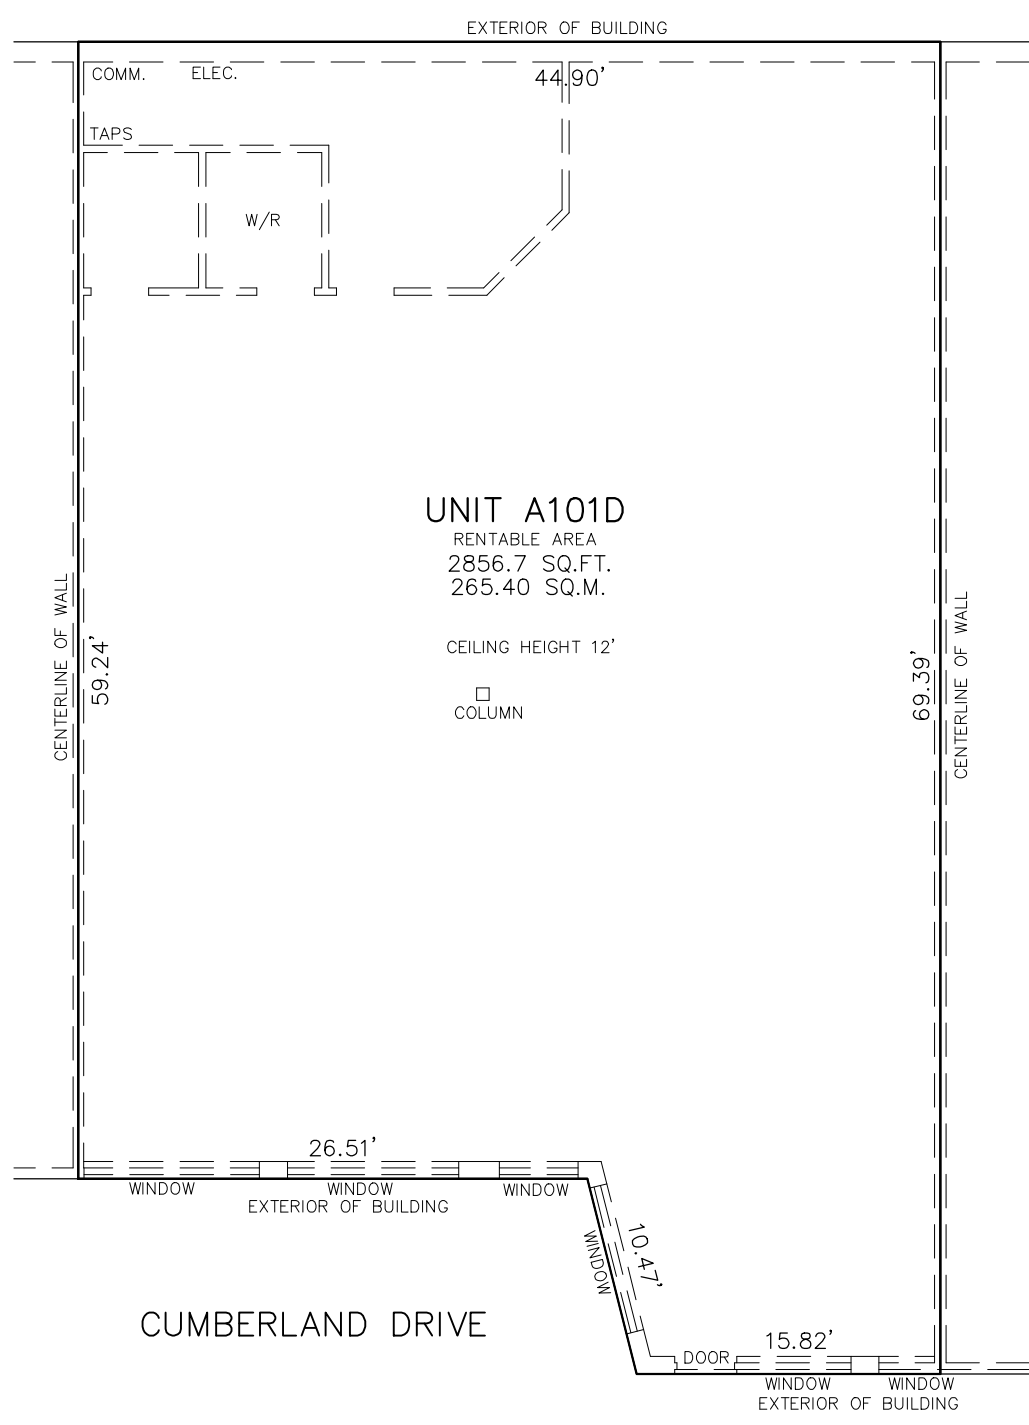 EXTERIOR OF BUILDING
COMM.
ELEC.
44.90'
TAPS
W/R
UNIT A101D
RENTABLE AREA
2856.7 SQ.FT.
265.40 SQ.M.
CEILING HEIGHT 12'
CENTERLINE OF WALL
59.24'
69.39'
CENTERLINE OF WALL
COLUMN
26.51'
WINDOW
WINDOW
WINDOW
EXTERIOR OF BUILDING
WINDOW
10.47'
CUMBERLAND DRIVE
DOOR
15.82'
WINDOW
WINDOW
EXTERIOR OF BUILDING